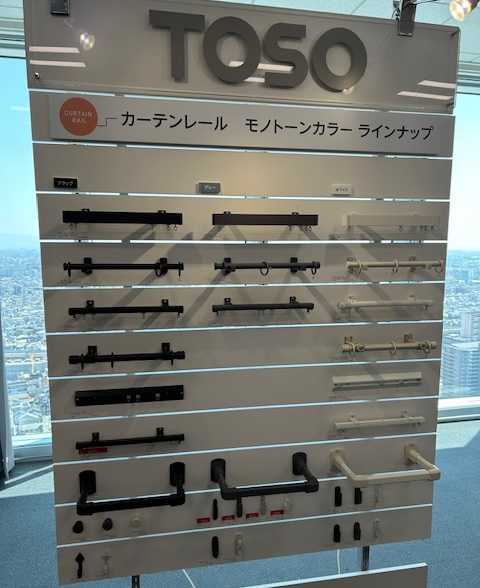 TOSO
CURTAIN
RAIL
カーテンレール　モノトーンカラー ラインナップ
ブラック
グレー
ホワイト